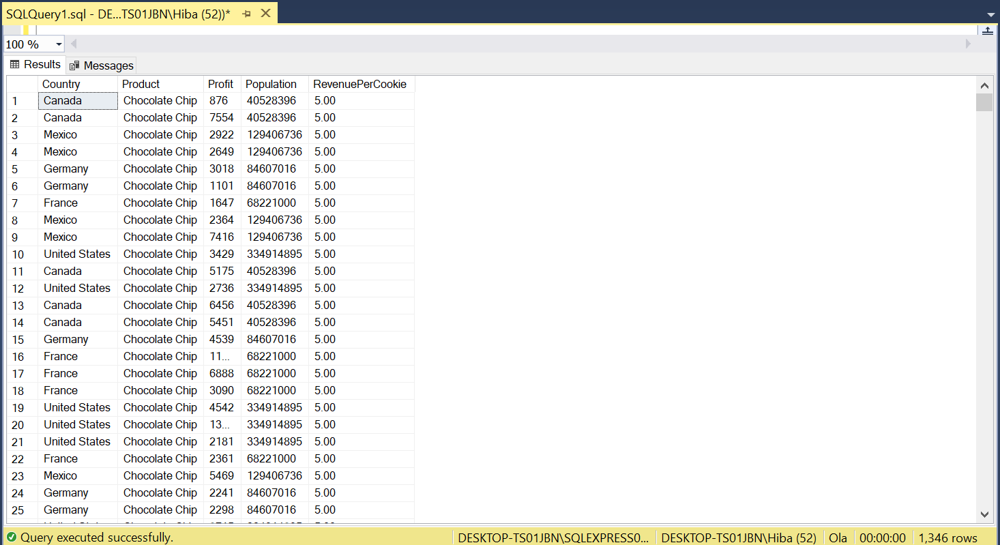 SQLQuery1.sql - DE...TS01JBN\Hiba (52))*
100 %
Results Messages
Country Product Profit Population RevenuePerCookie
1 Canada Chocolate Chip 876 40528396 5.00
2 Canada Chocolate Chip 7554 40528396 5.00
3 Mexico Chocolate Chip 2922 129406736 5.00
4 Mexico Chocolate Chip 2649 129406736 5.00
5 Germany Chocolate Chip 3018 84607016 5.00
6 Germany Chocolate Chip 1101 84607016 5.00
7 France Chocolate Chip 1647 68221000 5.00
8 Mexico Chocolate Chip 2364 129406736 5.00
9 Mexico Chocolate Chip 7416 129406736 5.00
10 United States Chocolate Chip 3429 334914895 5.00
11 Canada Chocolate Chip 5175 40528396 5.00
12 United States Chocolate Chip 2736 334914895 5.00
13 Canada Chocolate Chip 6456 40528396 5.00
14 Canada Chocolate Chip 5451 40528396 5.00
15 Germany Chocolate Chip 4539 84607016 5.00
16 France Chocolate Chip 11... 68221000 5.00
17 France Chocolate Chip 6888 68221000 5.00
18 France Chocolate Chip 3090 68221000 5.00
19 United States Chocolate Chip 4542 334914895 5.00
20 United States Chocolate Chip 13... 334914895 5.00
21 United States Chocolate Chip 2181 334914895 5.00
22 France Chocolate Chip 2361 68221000 5.00
23 Mexico Chocolate Chip 5469 129406736 5.00
24 Germany Chocolate Chip 2241 84607016 5.00
25 Germany Chocolate Chip 2298 84607016 5.00
Query executed successfully. DESKTOP-TS01JBN\SQLEXPRESS0... DESKTOP-TS01JBN\Hiba (52) Ola 00:00:00 1,346 rows